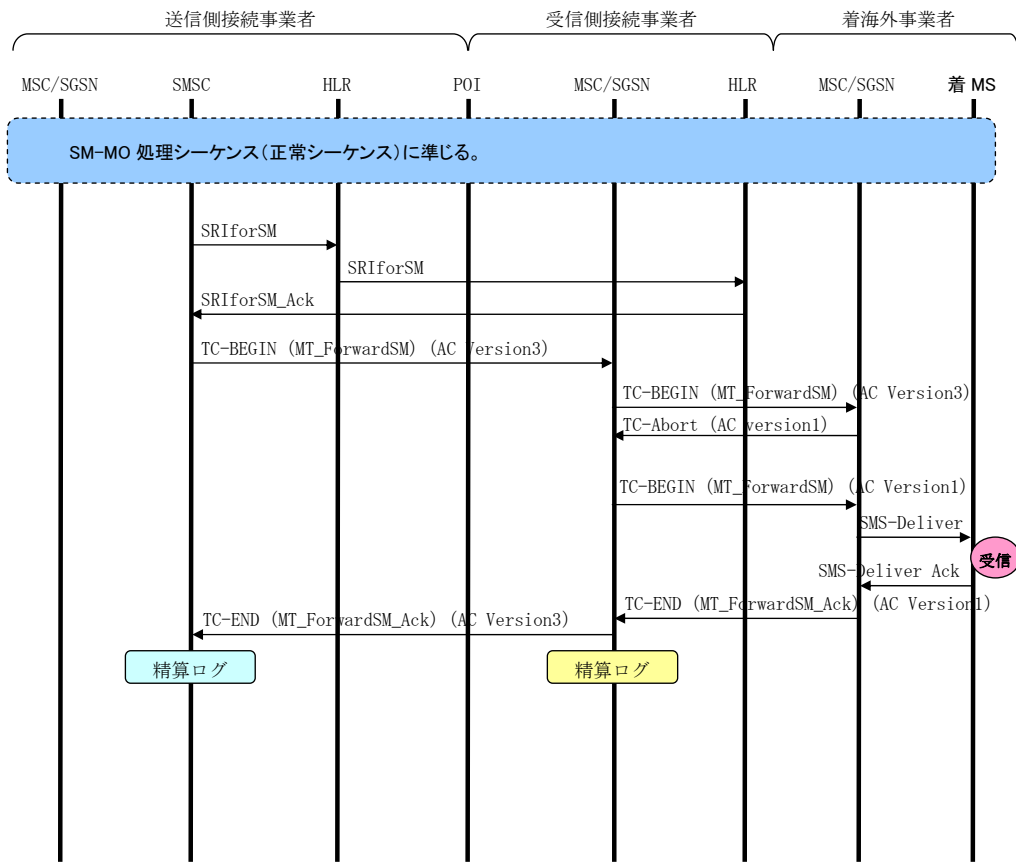 送信側接続事業者 受信側接続事業者 着海外事業者
MSC/SGSN SMSC HLR POI MSC/SGSN HLR MSC/SGSN 着 MS
SM-MO 処理シーケンス(正常シーケンス)に準じる。
SRIforSM
SRIforSM
SRIforSM_Ack
TC-BEGIN (MT_ForwardSM) (AC Version3)
TC-BEGIN (MT_ForwardSM) (AC Version3)
TC-Abort (AC version1)
TC-BEGIN (MT_ForwardSM) (AC Version1)
SMS-Deliver
受信
SMS-Deliver Ack
TC-END (MT_ForwardSM_Ack) (AC Version1)
TC-END (MT_ForwardSM_Ack) (AC Version3)
精算ログ 精算ログ